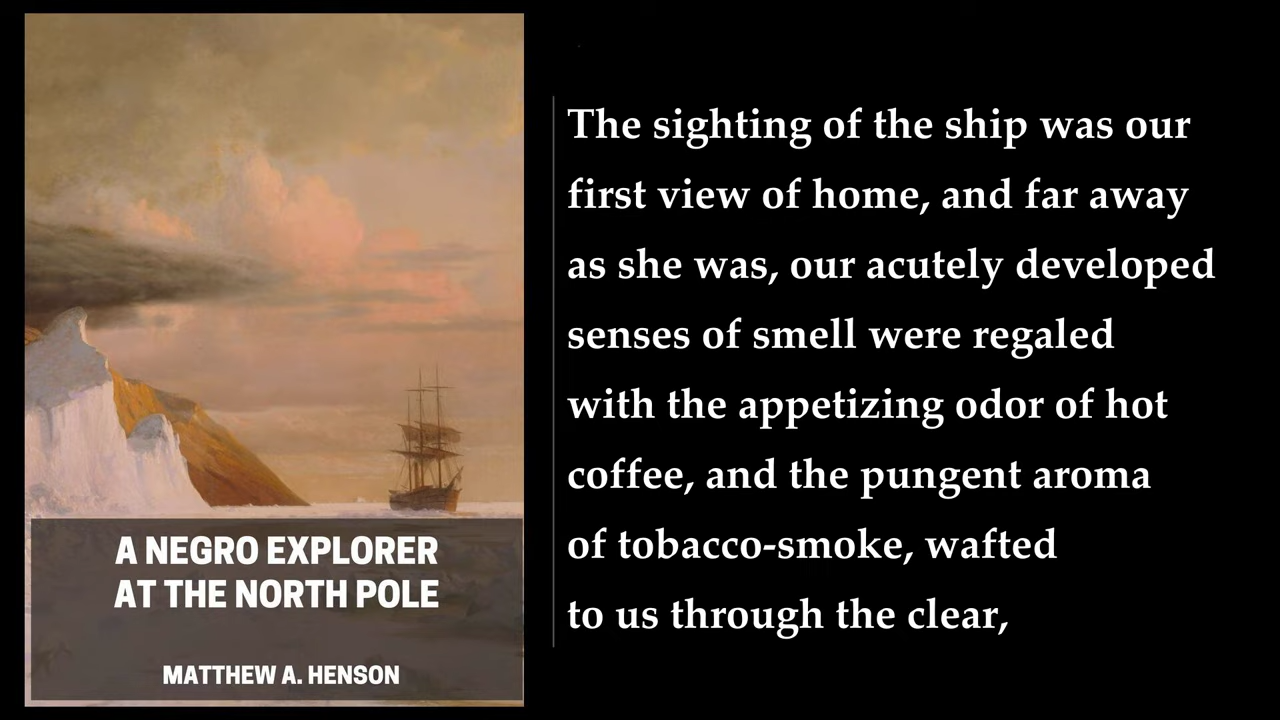 A NEGRO EXPLORER
AT THE NORTH POLE
MATTHEW A. HENSON
The sighting of the ship was our
first view of home, and far away
as she was, our acutely developed
senses of smell were regaled
with the appetizing odor of hot
coffee, and the pungent aroma
of tobacco-smoke, wafted
to us through the clear,